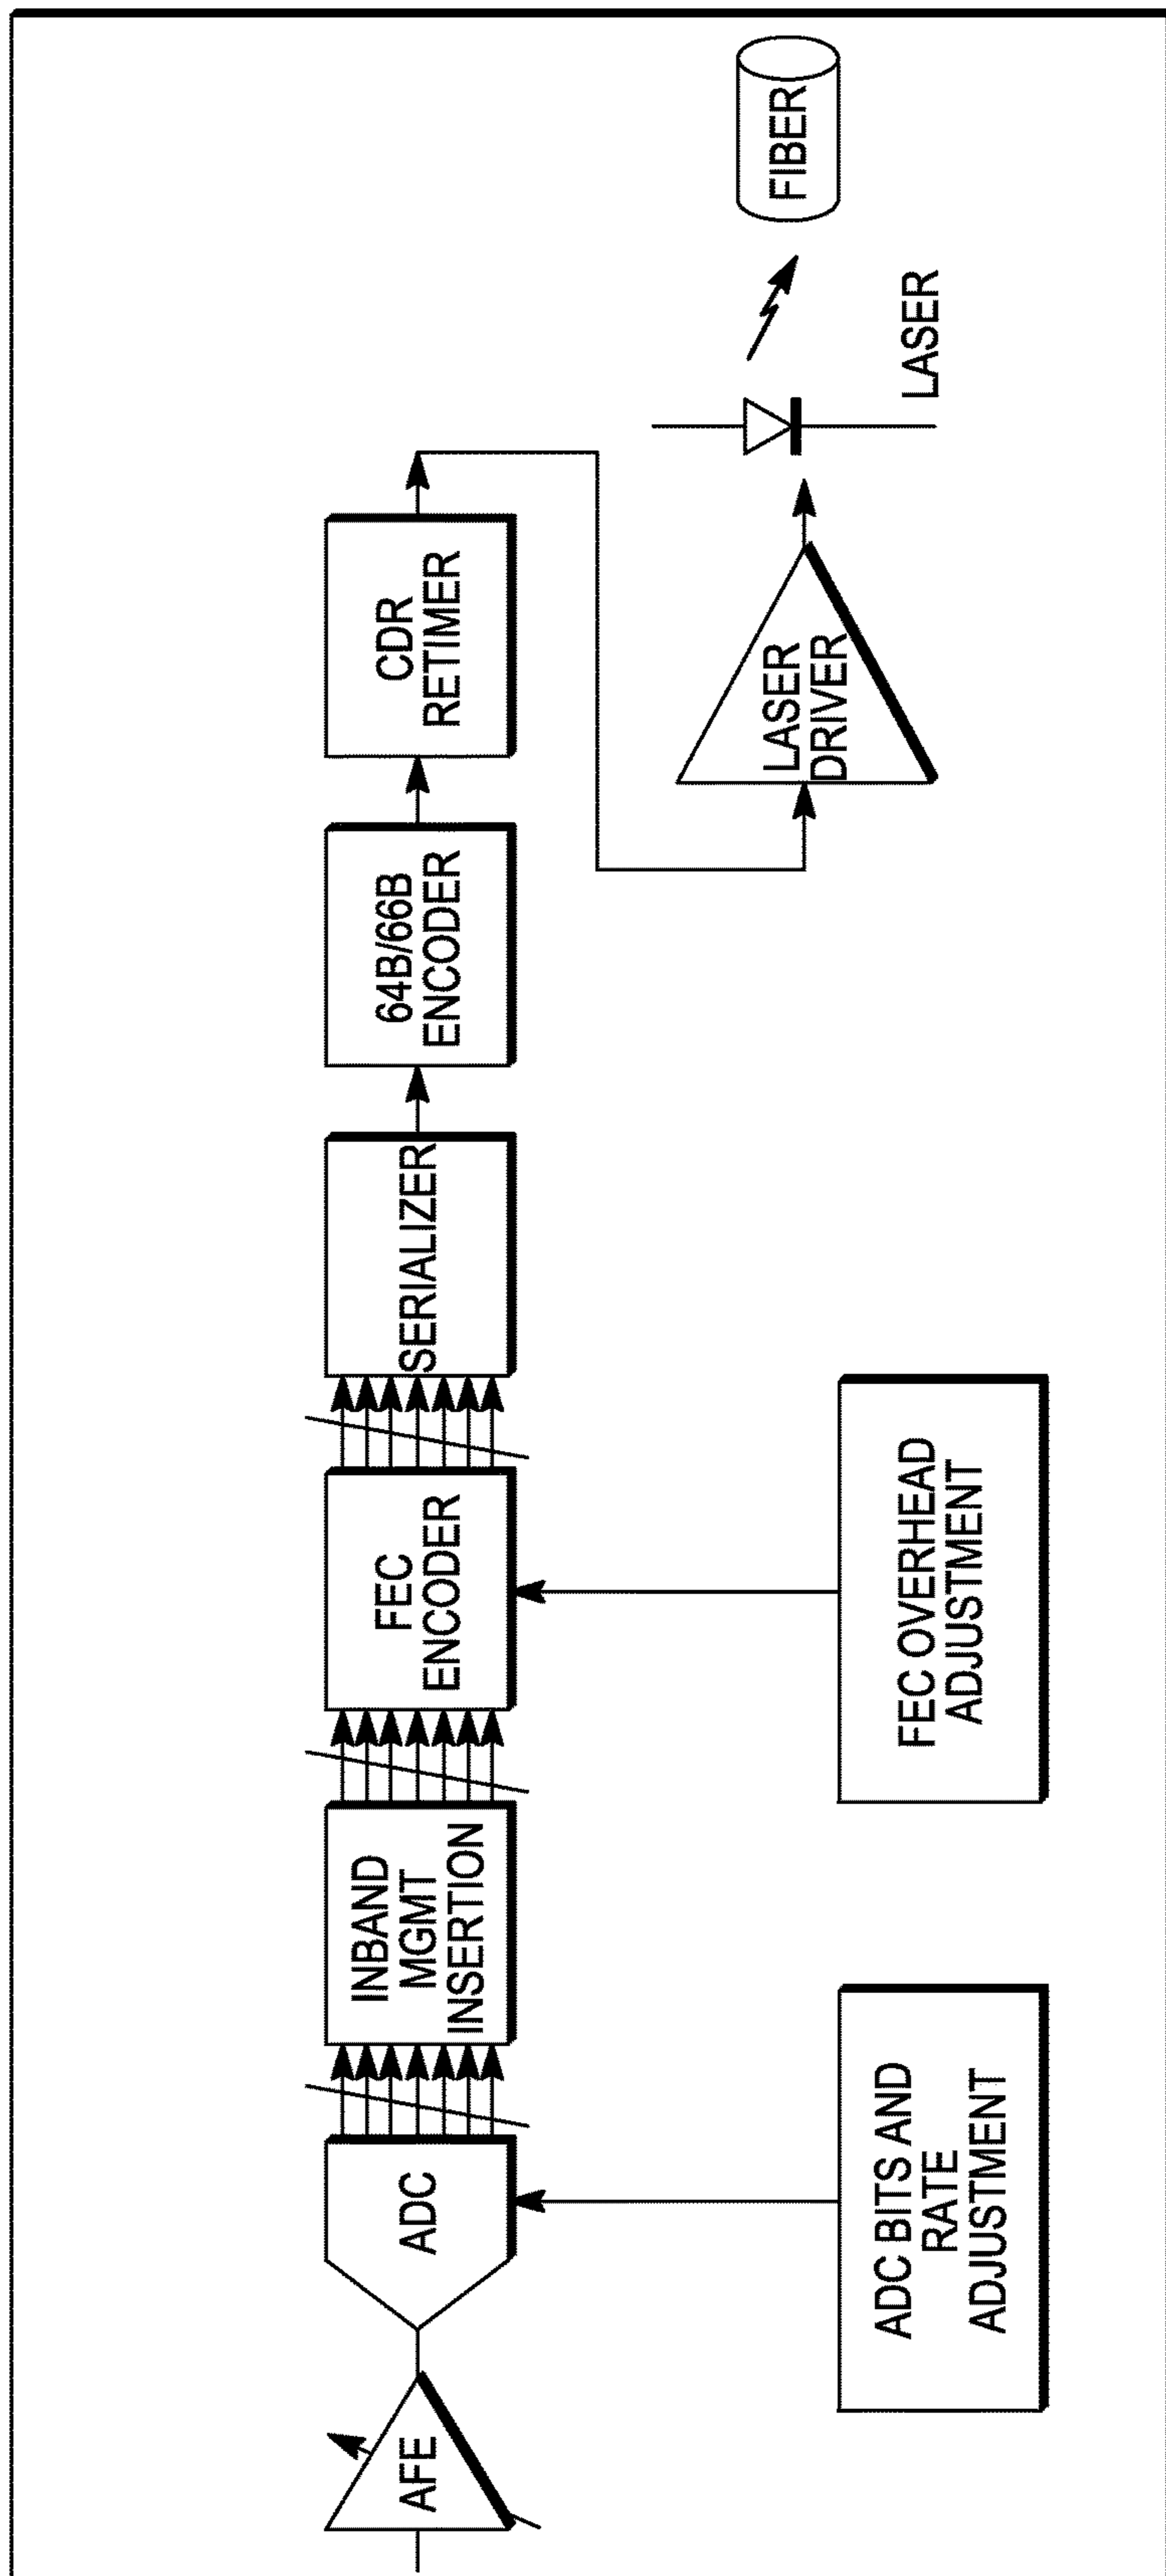 AFE
ADC
INBAND
MGMT
INSERTION
FEC
ENCODER
SERIALIZER
64B/66B
ENCODER
CDR
RETIMER
ADC BITS AND
RATE
ADJUSTMENT
FEC OVERHEAD
ADJUSTMENT
LASER
DRIVER
LASER
FIBER